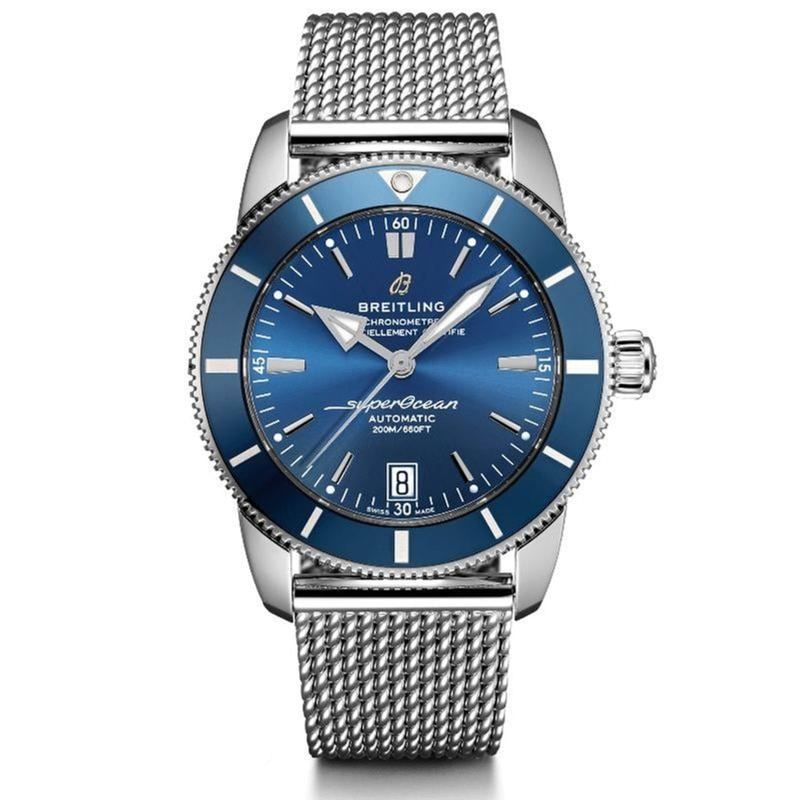 60
BREITLING
CHRONOMETRE
45 15
superOcean
AUTOMATIC
200M/660FT
8
SWISS 30 MADE